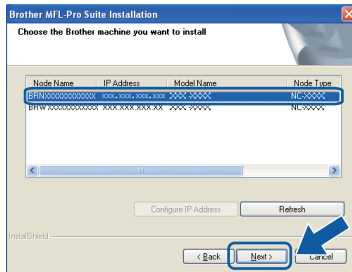 Brother MFL-Pro Suite Installation
Choose the Brother machine you want to install
Node Name IP Address Model Name Node Type
BRNXXXXXXXXXXXX xxx.xxx.xxx.xxx XXX-XXXX NC-XXXX
BRWXXXXXXXXXXXX XXX.XXX.XXX.XX XXX-XXXX NC-XXXX
Configure IP Address Refresh
InstallShield
< Back Next > Cancel